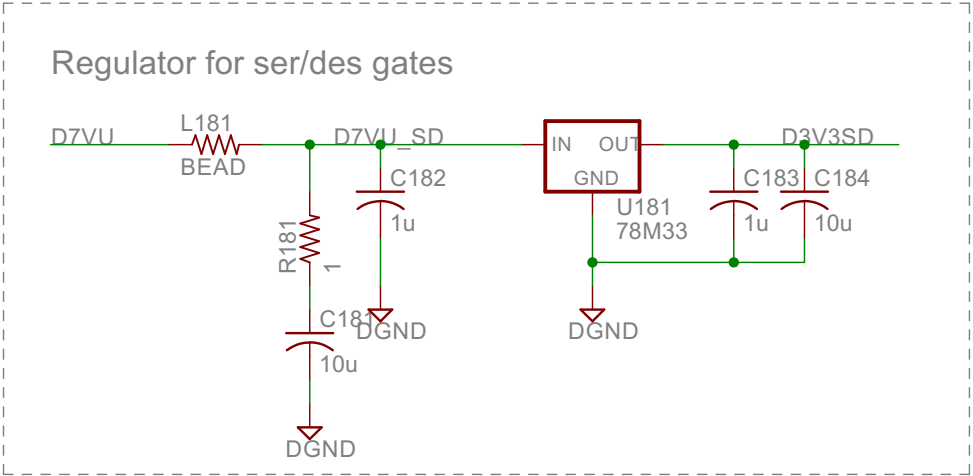 Regulator for ser/des gates
D7VU
L181
BEAD
D7VU_SD
IN
OUT
GND
D3V3SD
C182
1u
U181
78M33
C183
1u
C184
10u
R181
1
C181
10u
DGND
DGND
DGND